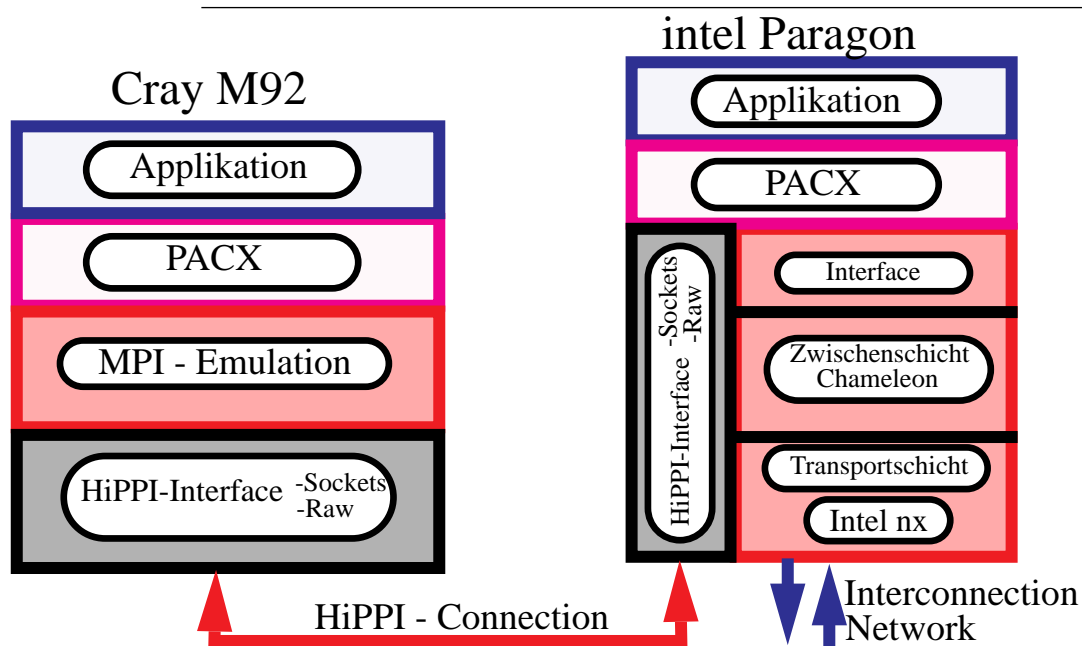 intel Paragon
Cray M92
Applikation
PACX
MPI - Emulation
HiPPI-Interface -Sockets
-Raw
Applikation
PACX
HiPPI-Interface -Sockets
-Raw
Interface
Zwischenschicht
Chameleon
Transportschicht
Intel nx
HiPPI - Connection
Interconnection
Network